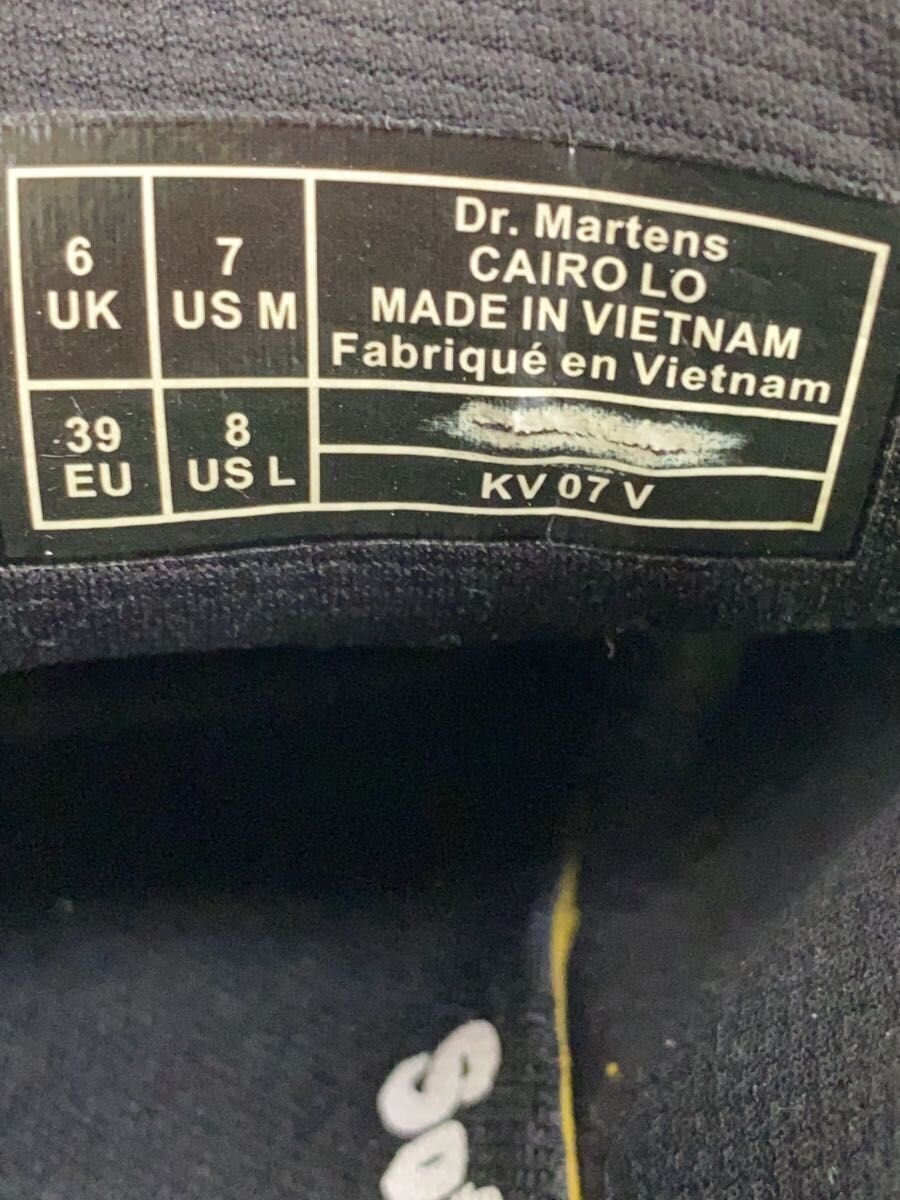 6
UK
7
US M
39
EU
8
US L
Dr. Martens
CAIRO LO
MADE IN VIETNAM
Fabriqué en Vietnam
KV 07 V